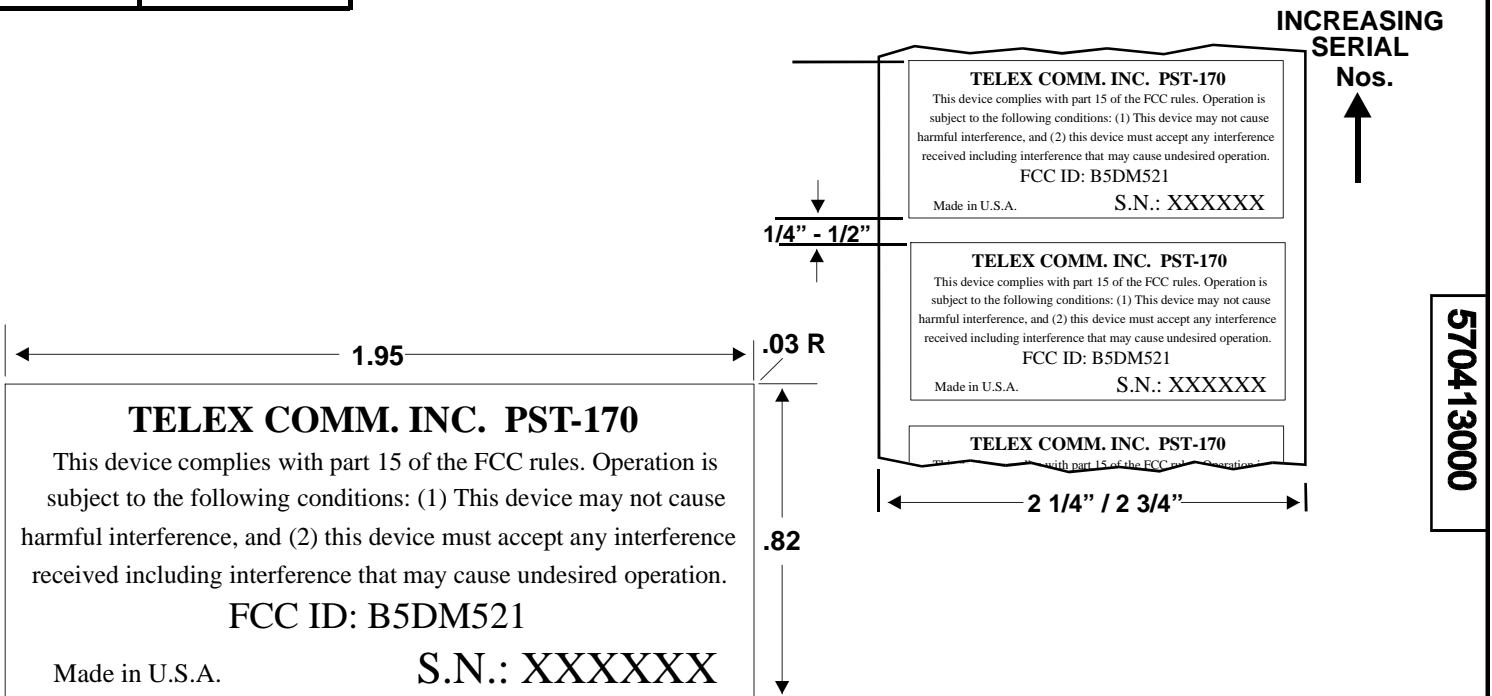 INCREASING
SERIAL
Nos.
TELEX COMM. INC. PST-170
This device complies with part 15 of the FCC rules. Operation is
subject to the following conditions: (1) This device may not cause
harmful interference, and (2) this device must accept any interference
received including interference that may cause undesired operation.
FCC ID: B5DM521
Made in U.S.A. S.N.: XXXXXX
1/4” - 1/2”
TELEX COMM. INC. PST-170
This device complies with part 15 of the FCC rules. Operation is
subject to the following conditions: (1) This device may not cause
harmful interference, and (2) this device must accept any interference
received including interference that may cause undesired operation.
FCC ID: B5DM521
Made in U.S.A. S.N.: XXXXXX
TELEX COMM. INC. PST-170
with part 15 of the FCC
2 1/4” / 2 3/4”
5704413000
1.95
.03 R
TELEX COMM. INC. PST-170
This device complies with part 15 of the FCC rules. Operation is
subject to the following conditions: (1) This device may not cause
harmful interference, and (2) this device must accept any interference
received including interference that may cause undesired operation.
FCC ID: B5DM521
Made in U.S.A. S.N.: XXXXXX
.82